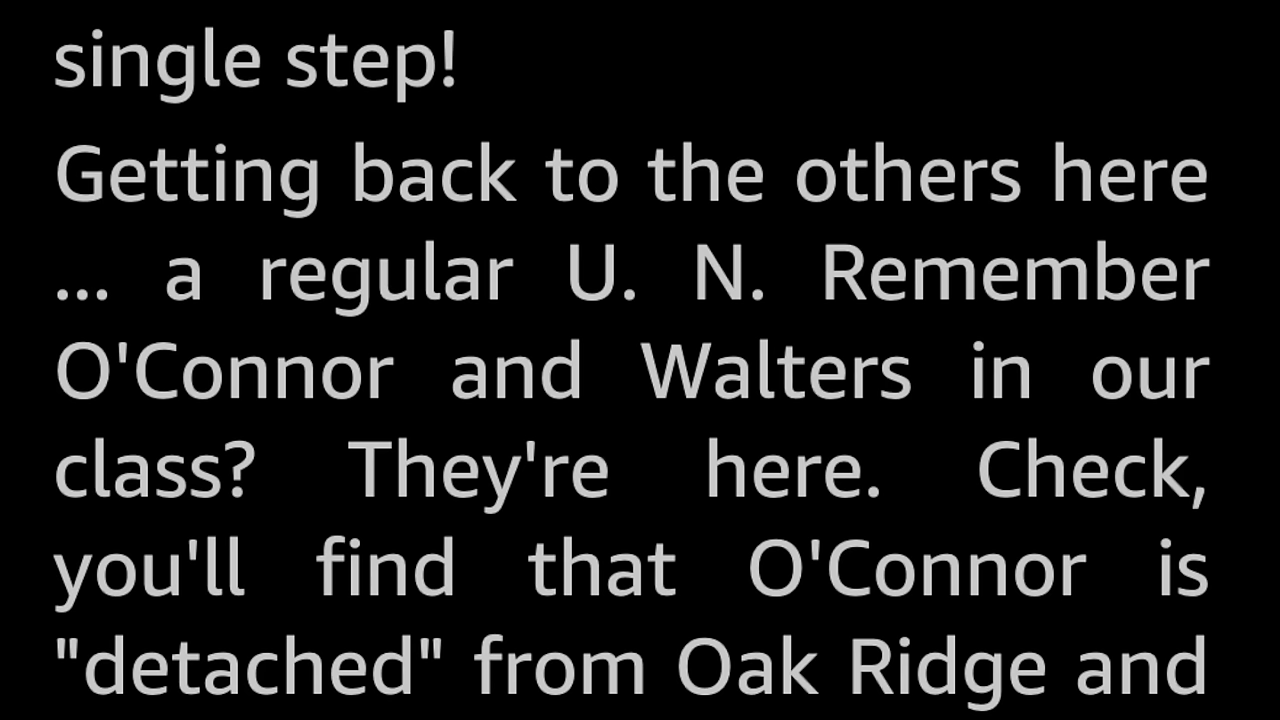 single step!
Getting back to the others here
... a regular U. N. Remember
O'Connor and Walters in our
class? They're here. Check,
you'll find that O'Connor is
"detached" from Oak Ridge and